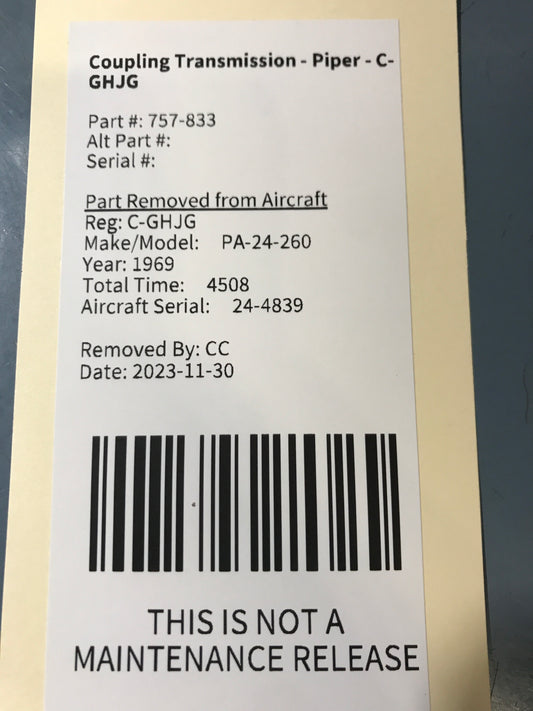 Coupling Transmission - Piper - C-
GHJG
Part #: 757-833
Alt Part #:
Serial #:
Part Removed from Aircraft
Reg: C-GHJG
Make/Model: PA-24-260
Year: 1969
Total Time: 4508
Aircraft Serial: 24-4839
Removed By: CC
Date: 2023-11-30
THIS IS NOT A
MAINTENANCE RELEASE